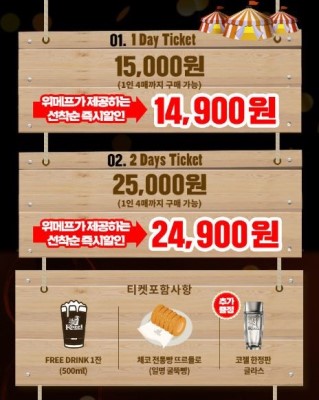 01. 1 Day Ticket
15,000원
(1인 4매까지 구매 가능)
위메프가 제공하는
선착순 즉시할인
14,900원
02. 2 Days Ticket
25,000원
(1인 4매까지 구매 가능)
위메프가 제공하는
선착순 즉시할인
24,900원
티켓포함사항
추가
증정
FREE DRINK 1잔
(500ml)
체코 전통빵 뜨르들로
(일명 굴뚝빵)
코젤 한정판
글라스